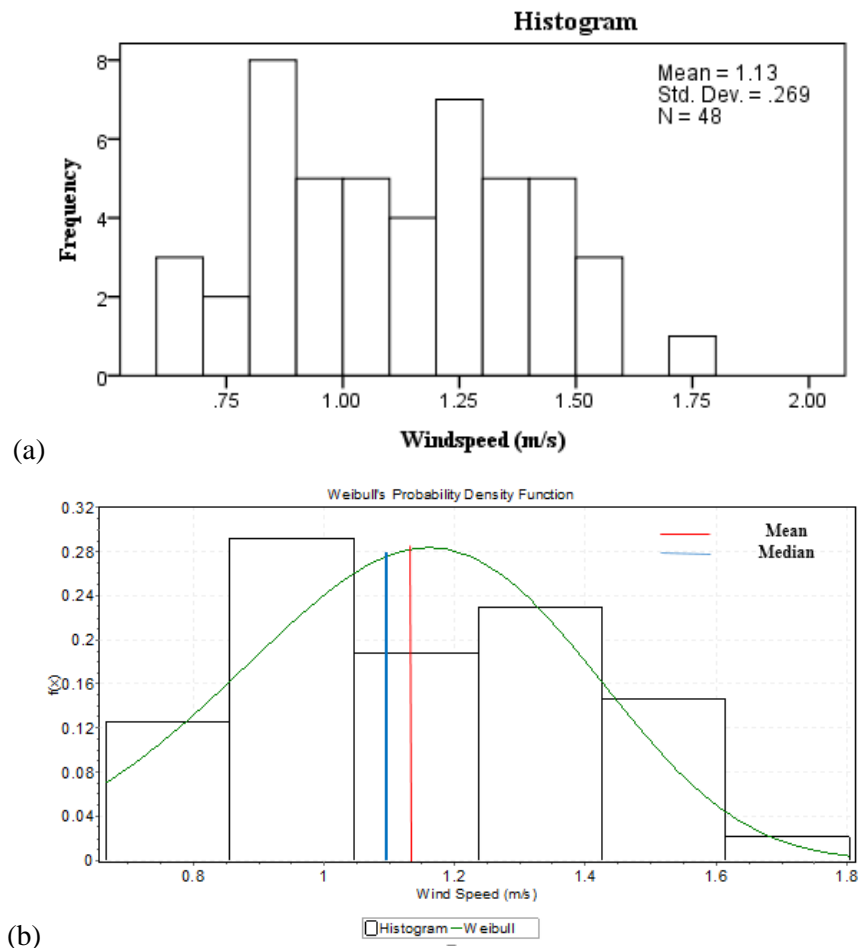 Histogram
Mean = 1.13
Std. Dev. = .269
N = 48
Frequency
8
6
4
2
0
.75 1.00 1.25 1.50 1.75 2.00
Windspeed (m/s)
(a)
Weibull's Probability Density Function
Mean
Median
f(x)
0.32
0.28
0.24
0.2
0.16
0.12
0.08
0.04
0
0.8 1 1.2 1.4 1.6 1.8
Wind Speed (m/s)
(b)
Histogram Weibull